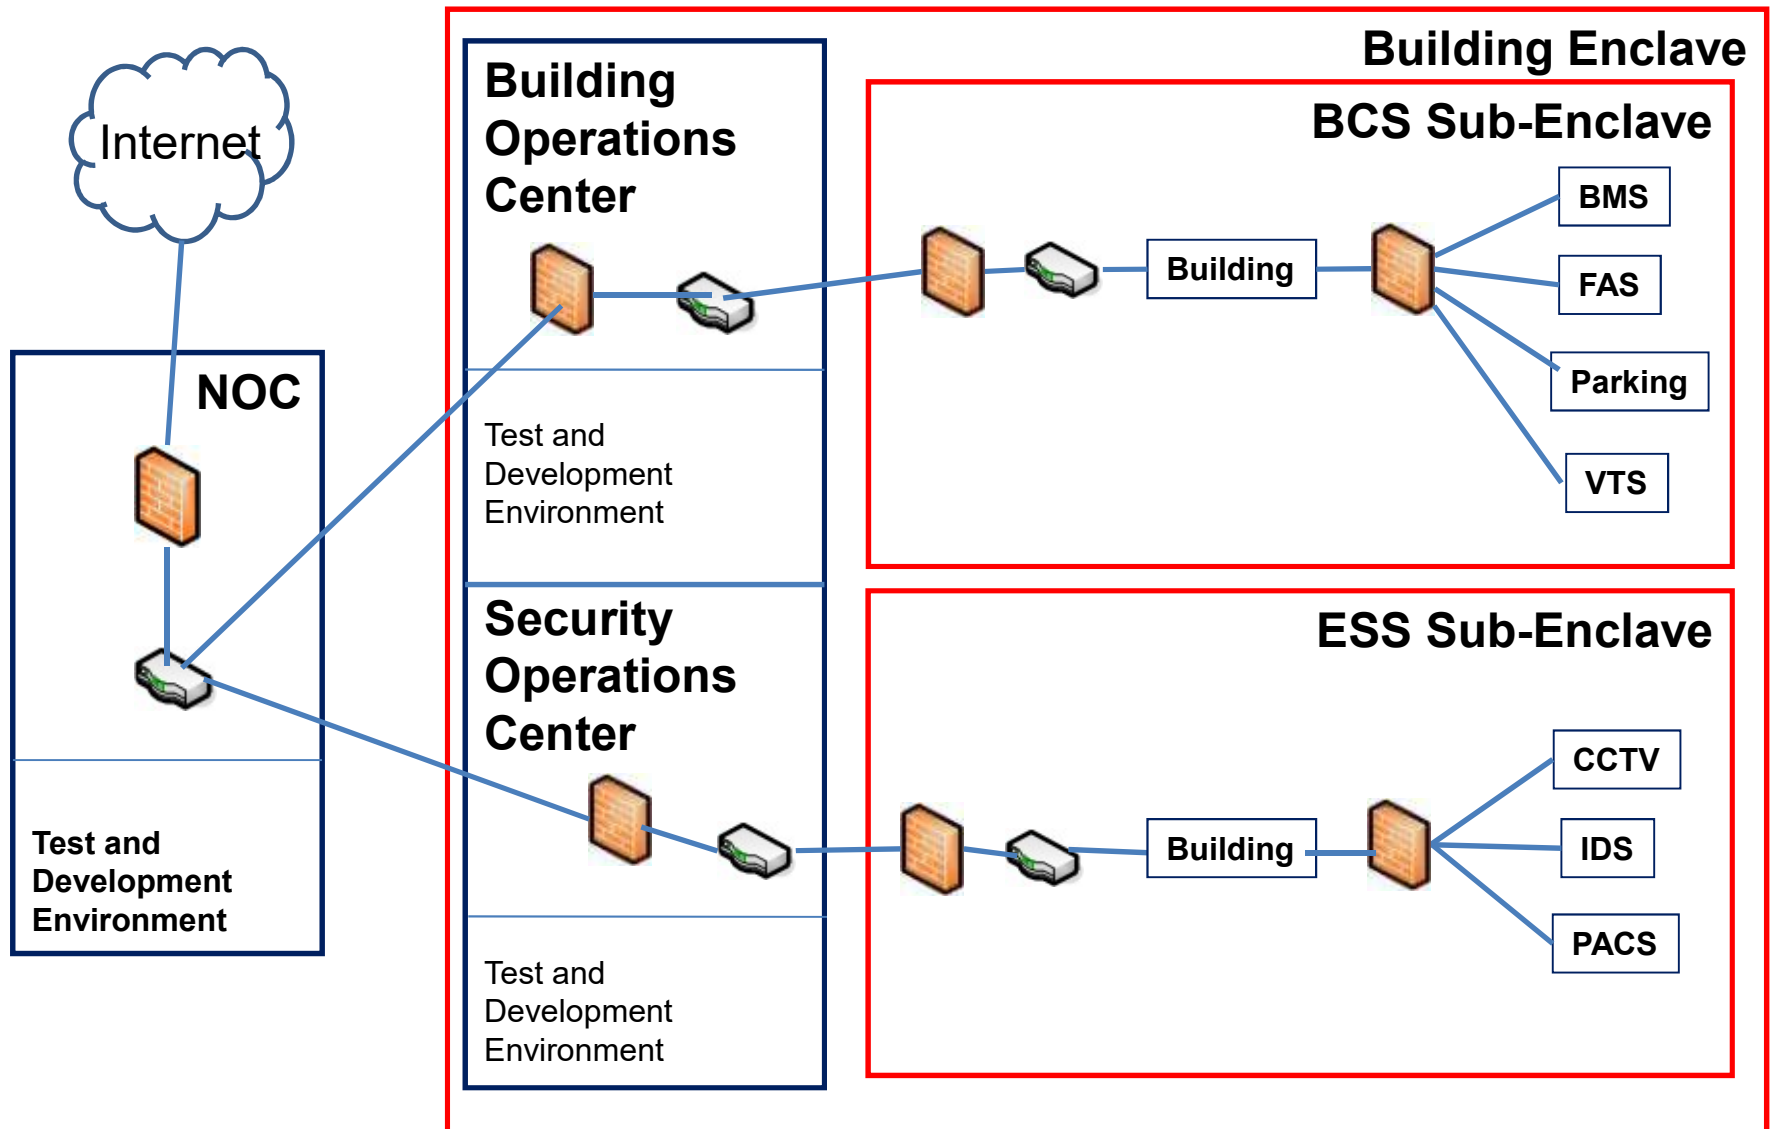 Building Enclave
Internet
NOC
Test and
Development
Environment
Building
Operations
Center
Test and
Development
Environment
Security
Operations
Center
Test and
Development
Environment
BCS Sub-Enclave
Building
BMS
FAS
Parking
VTS
ESS Sub-Enclave
Building
CCTV
IDS
PACS